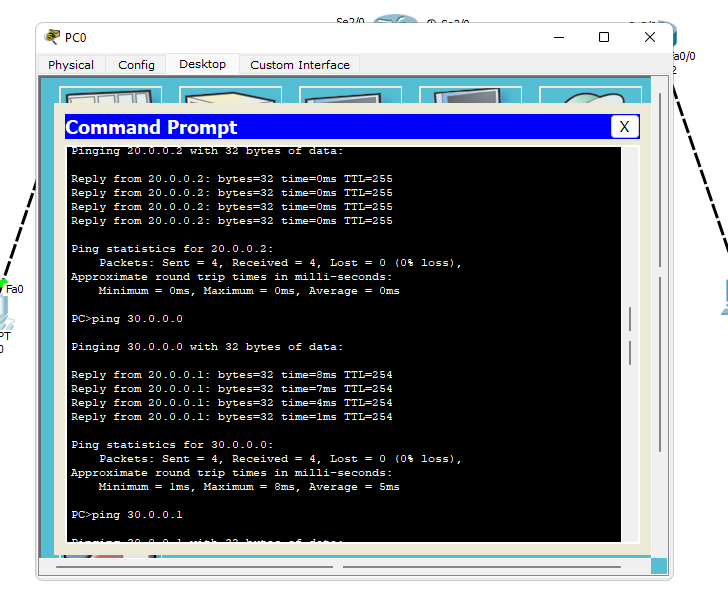 Se2/0
Se2/0
PC0
a0/0
2
Physical
Config
Desktop
Custom Interface
Command Prompt
X
Pinging 20.0.0.2 with 32 bytes of data:
Reply from 20.0.0.2: bytes=32 time=0ms TTL=255
Reply from 20.0.0.2: bytes=32 time=0ms TTL=255
Reply from 20.0.0.2: bytes=32 time=0ms TTL=255
Reply from 20.0.0.2: bytes=32 time=0ms TTL=255
Ping statistics for 20.0.0.2:
Packets: Sent = 4, Received = 4, Lost = 0 (0% loss),
Approximate round trip times in milli-seconds:
Minimum = 0ms, Maximum = 0ms, Average = 0ms
PC>ping 30.0.0.0
Pinging 30.0.0.0 with 32 bytes of data:
Reply from 20.0.0.1: bytes=32 time=8ms TTL=254
Reply from 20.0.0.1: bytes=32 time=7ms TTL=254
Reply from 20.0.0.1: bytes=32 time=4ms TTL=254
Reply from 20.0.0.1: bytes=32 time=1ms TTL=254
Ping statistics for 30.0.0.0:
Packets: Sent = 4, Received = 4, Lost = 0 (0% loss),
Approximate round trip times in milli-seconds:
Minimum = 1ms, Maximum = 8ms, Average = 5ms
PC>ping 30.0.0.1
Pinging 30.0.0.1 with 32 bytes of data:
Fa0
PT
0